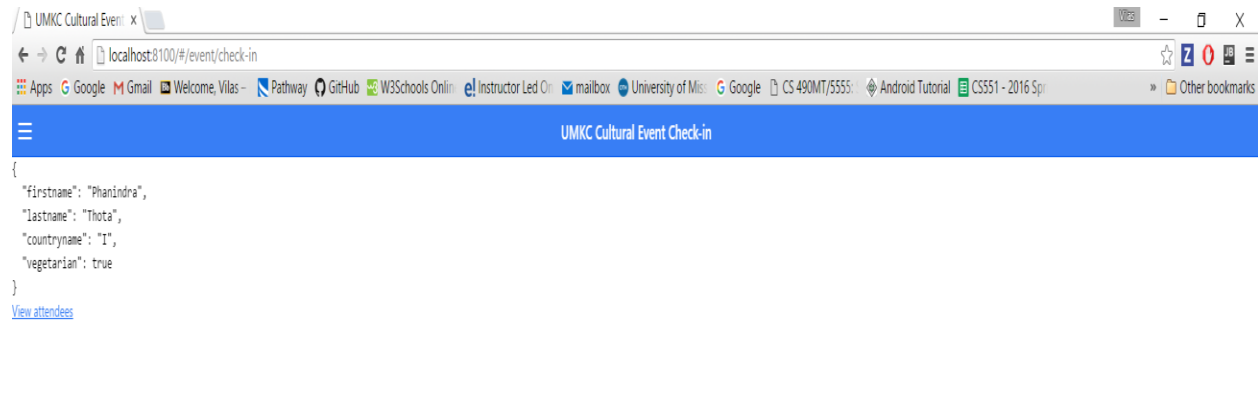 UMKC Cultural Event
Vilas
localhost:8100/#/event/check-in
Apps Google Gmail Welcome, Vilas – Pathway GitHub W3Schools Onlin Instructor Led On mailbox University of Miss Google CS 490MT/5555: Android Tutorial CS551 - 2016 Spr » Other bookmarks
UMKC Cultural Event Check-in
{
"firstname": "Phanindra",
"lastname": "Thota",
"countryname": "I",
"vegetarian": true
}
View attendees